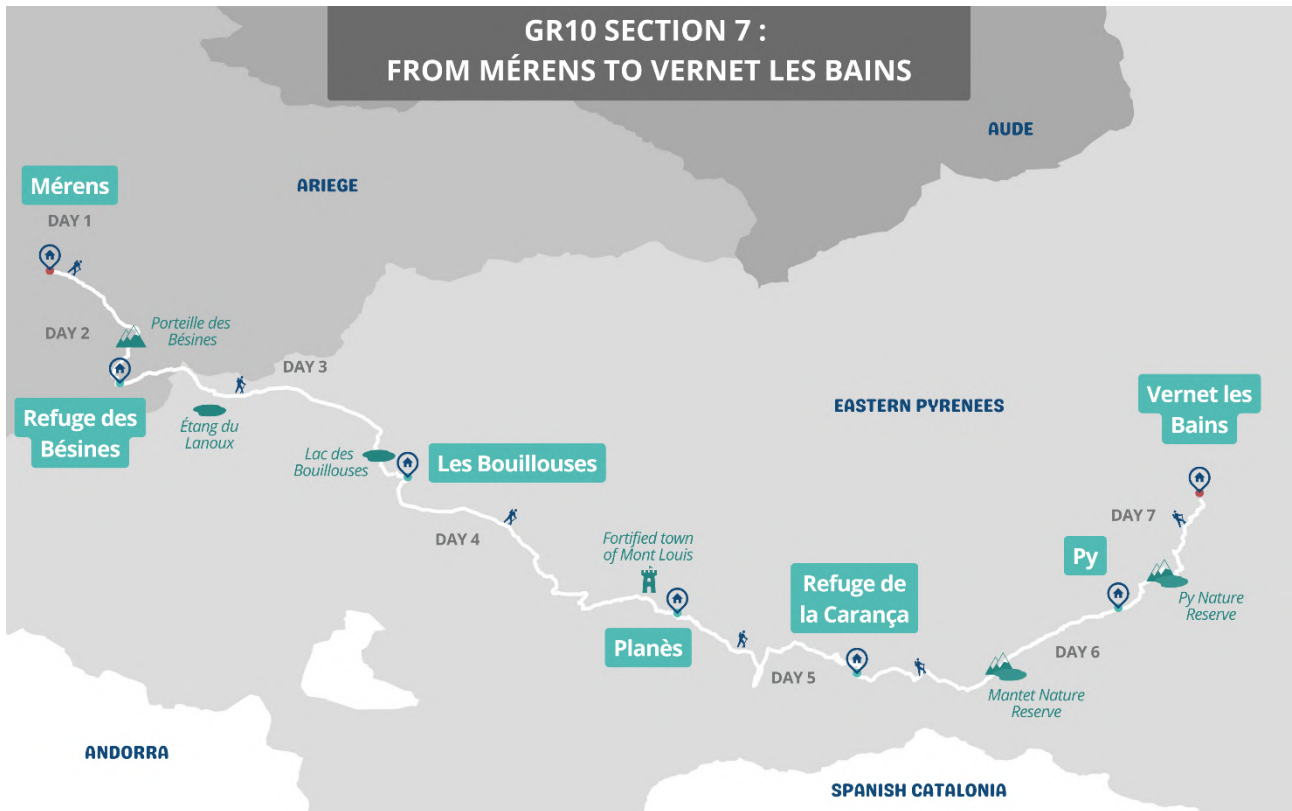 GR10 SECTION 7 :
FROM MÉRENS TO VERNET LES BAINS
AUDE
ARIEGE
Mérens
DAY 1
DAY 2
Porteille des
Bésines
DAY 3
Refuge des
Bésines
Étang du
Lanoux
EASTERN PYRENEES
Vernet les
Bains
Lac des
Bouillouses
Les Bouillouses
DAY 4
DAY 7
Fortified town
of Mont Louis
Py
Refuge de
la Carança
Py Nature
Reserve
Planès
DAY 5
DAY 6
Mantet Nature
Reserve
ANDORRA
SPANISH CATALONIA